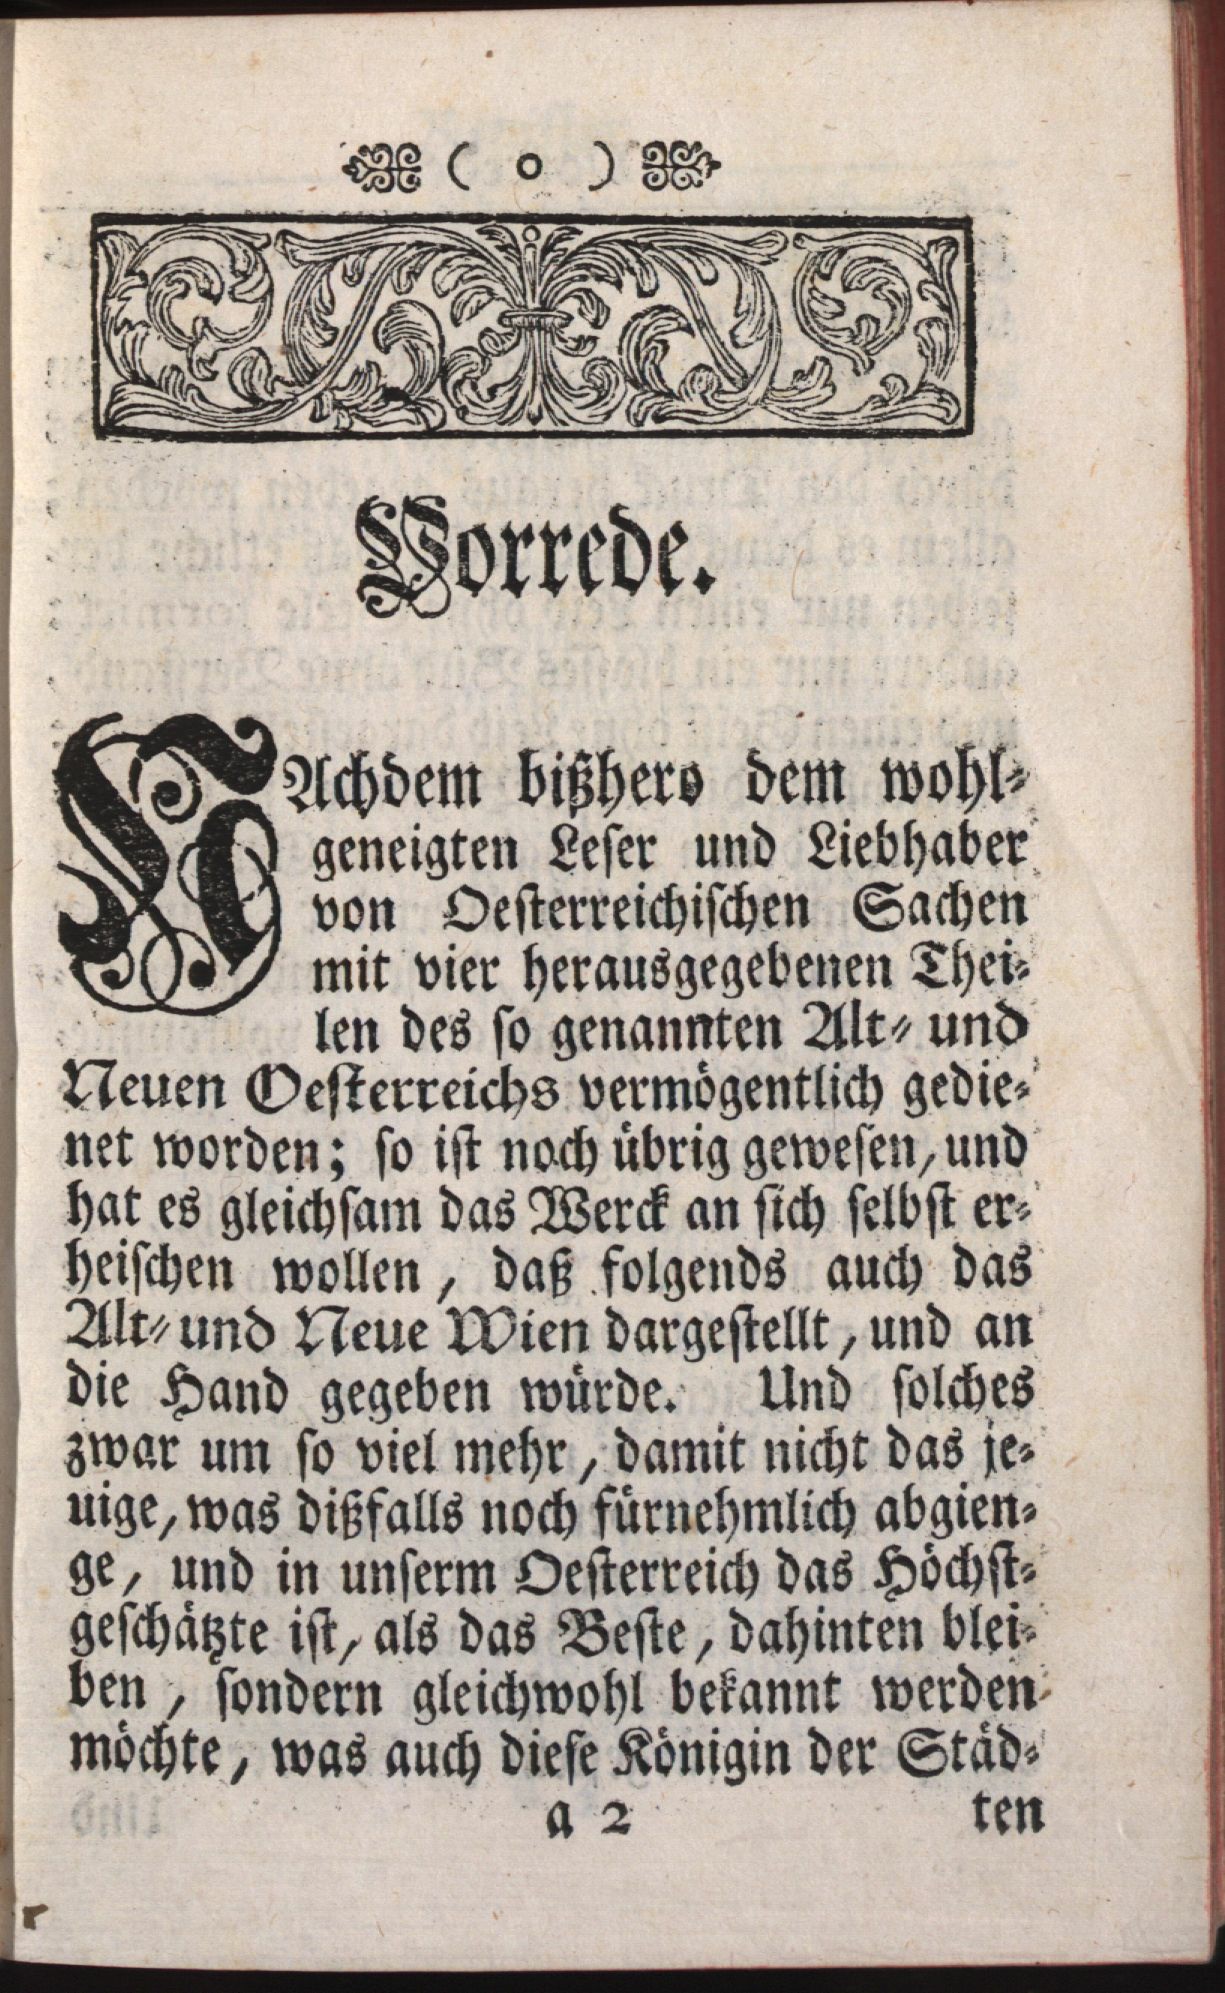 ( o )
Vorrede.
NAchdem bißhero dem wohl⸗
geneigten Leſer und Liebhaber
von Oeſterreichiſchen Sachen
mit vier herausgegebenen Thei⸗
len des ſo genannten Alt⸗ und
Neuen Oeſterreichs vermögentlich gedie⸗
net worden; ſo iſt noch übrig geweſen, und
hat es gleichſam das Werck an ſich ſelbſt er⸗
heiſchen wollen, daß folgends auch das
Alt⸗ und Neue Wien dargeſtellt, und an
die Hand gegeben würde. Und ſolches
zwar um ſo viel mehr, damit nicht das je⸗
uige, was dißfalls noch fürnehmlich abgien⸗
ge, und in unſerm Oeſterreich das Höchſt⸗
geſchätzte iſt, als das Beſte, dahinten blei⸗
ben, ſondern gleichwohl bekannt werden
möchte, was auch dieſe Königin der Städ⸗
a 2 ten